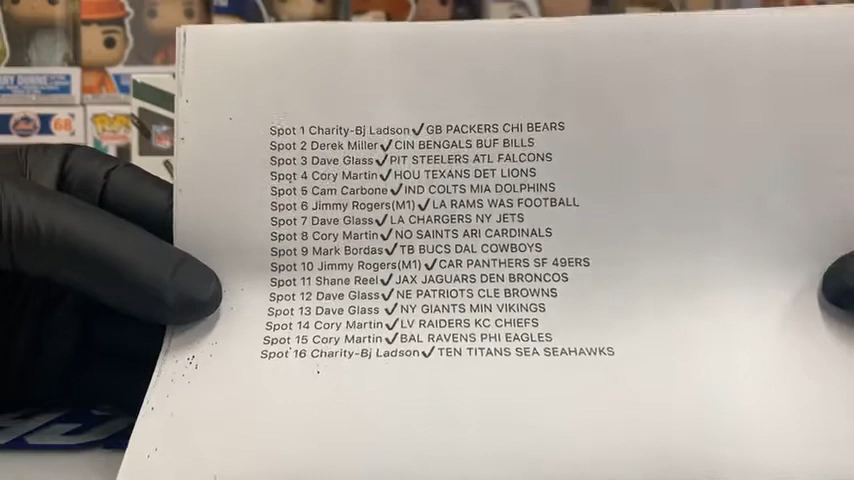 Spot 1 Charity-Bj Ladson✓GB PACKERS CHI BEARS
Spot 2 Derek Miller✓CIN BENGALS BUF BILLS
Spot 3 Dave Glass✓PIT STEELERS ATL FALCONS
Spot 4 Cory Martin✓HOU TEXANS DET LIONS
Spot 5 Cam Carbone✓IND COLTS MIA DOLPHINS
Spot 6 Jimmy Rogers(M1)✓LA RAMS WAS FOOTBALL
Spot 7 Dave Glass✓LA CHARGERS NY JETS
Spot 8 Cory Martin✓NO SAINTS ARI CARDINALS
Spot 9 Mark Bordas✓TB BUCS DAL COWBOYS
Spot 10 Jimmy Rogers(M1)✓CAR PANTHERS SF 49ERS
Spot 11 Shane Reel✓JAX JAGUARS DEN BRONCOS
Spot 12 Dave Glass✓NE PATRIOTS CLE BROWNS
Spot 13 Dave Glass✓NY GIANTS MIN VIKINGS
Spot 14 Cory Martin✓LV RAIDERS KC CHIEFS
Spot 15 Cory Martin✓BAL RAVENS PHI EAGLES
Spot 16 Charity-Bj Ladson✓TEN TITANS SEA SEAHAWKS
68
POP
NFL